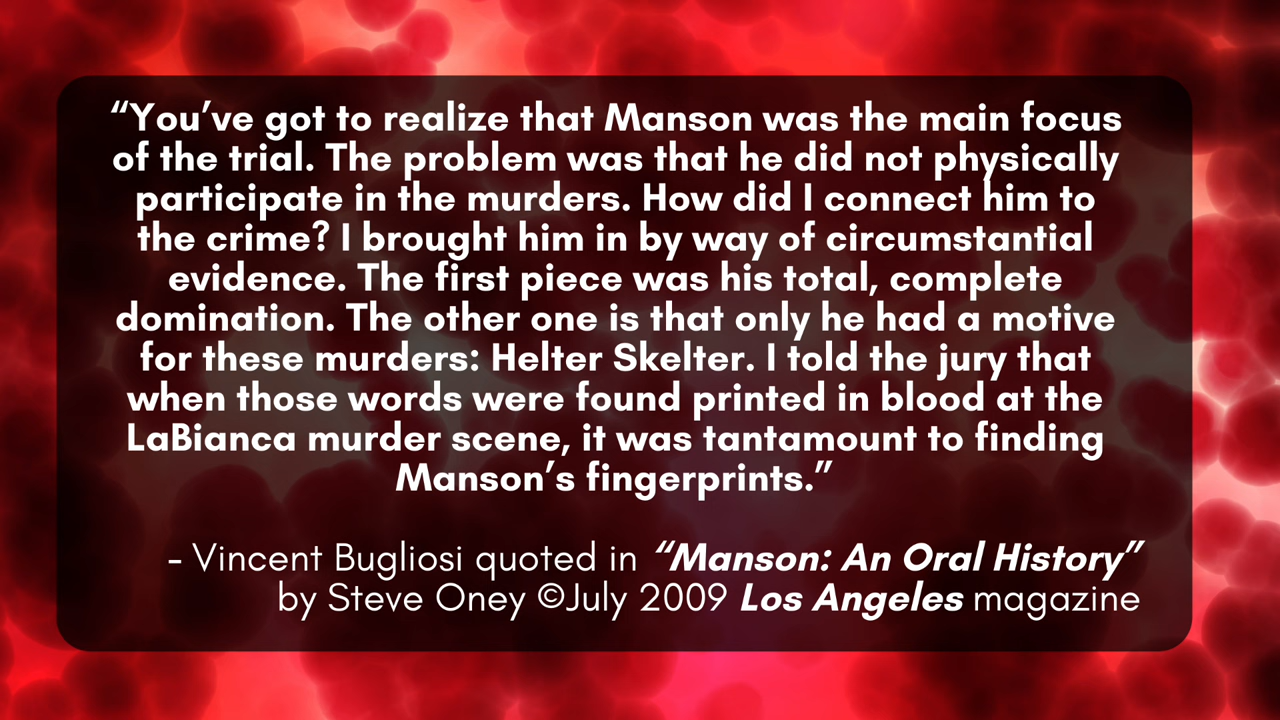 “You’ve got to realize that Manson was the main focus
of the trial. The problem was that he did not physically
participate in the murders. How did I connect him to
the crime? I brought him in by way of circumstantial
evidence. The first piece was his total, complete
domination. The other one is that only he had a motive
for these murders: Helter Skelter. I told the jury that
when those words were found printed in blood at the
LaBianca murder scene, it was tantamount to finding
Manson’s fingerprints.”
- Vincent Bugliosi quoted in “Manson: An Oral History”
by Steve Oney ©July 2009 Los Angeles magazine